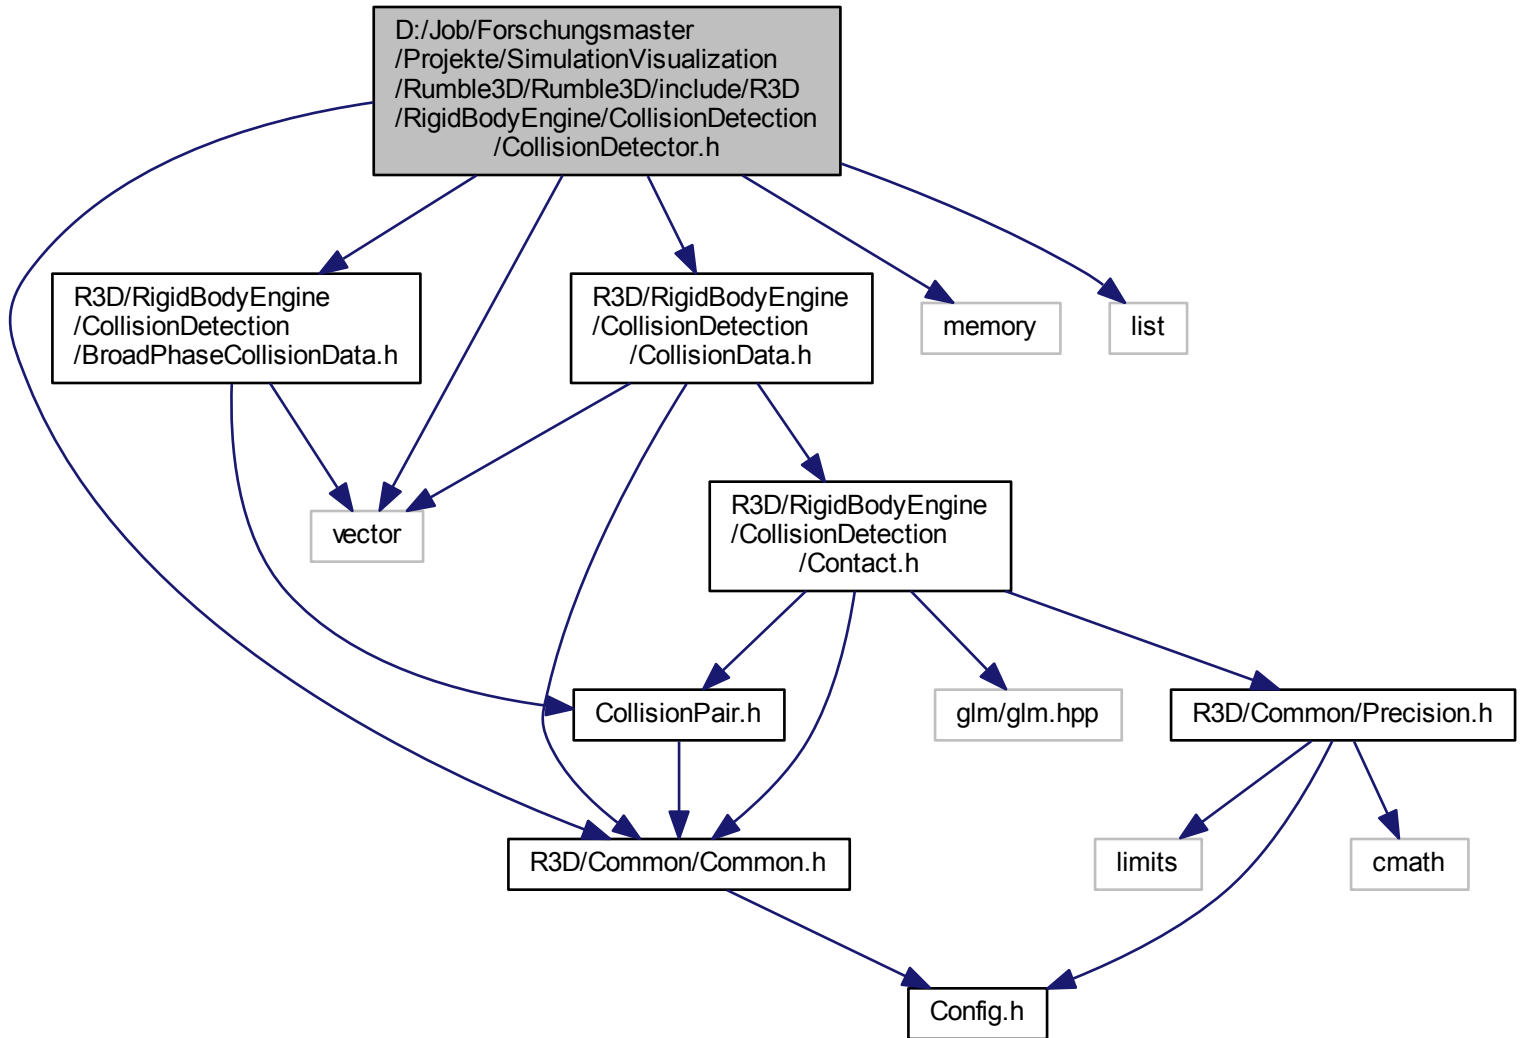 D:/Job/Forschungsmaster
/Projekte/SimulationVisualization
/Rumble3D/Rumble3D/include/R3D
/RigidBodyEngine/CollisionDetection
/CollisionDetector.h
R3D/RigidBodyEngine
/CollisionDetection
/BroadPhaseCollisionData.h
R3D/RigidBodyEngine
/CollisionDetection
/CollisionData.h
memory
list
vector
R3D/RigidBodyEngine
/CollisionDetection
/Contact.h
CollisionPair.h
glm/glm.hpp
R3D/Common/Precision.h
R3D/Common/Common.h
limits
cmath
Config.h